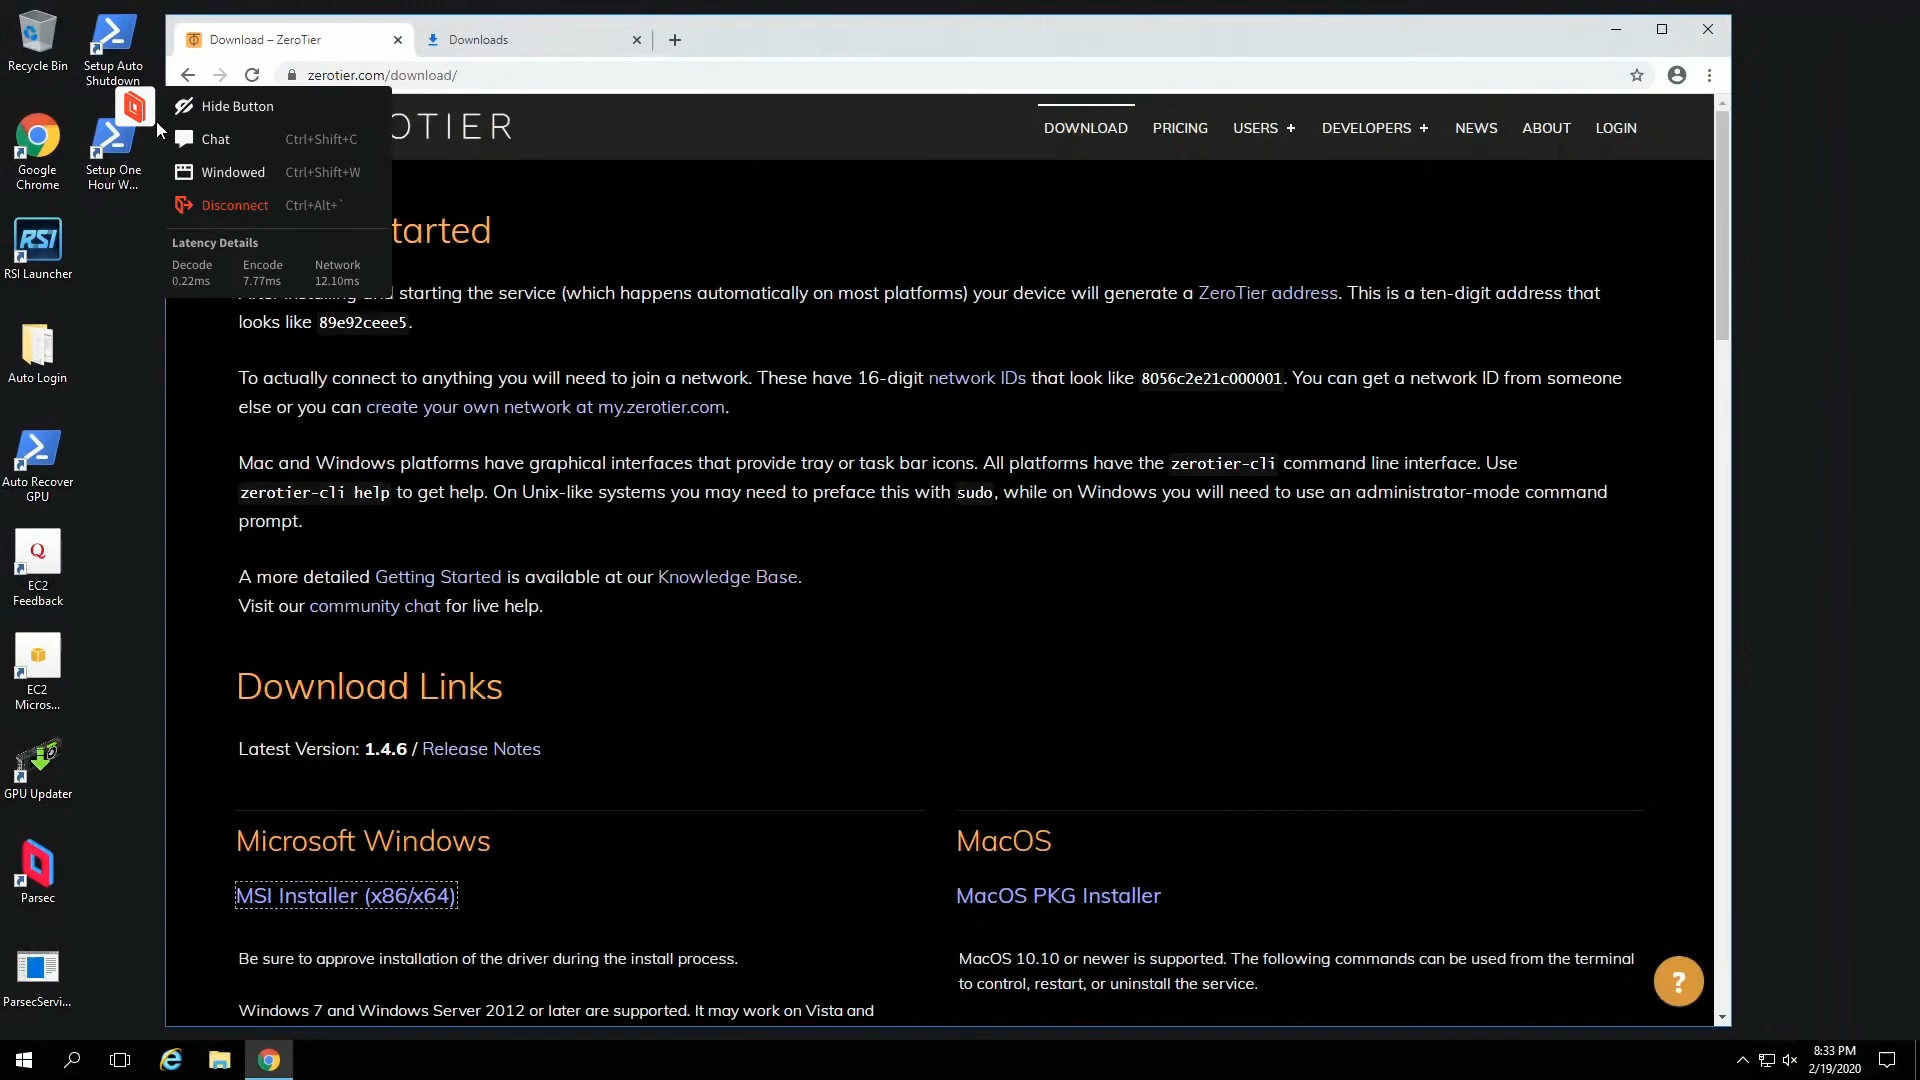 Recycle Bin
Setup Auto
Shutdown
Google
Chrome
Setup One
Hour W...
RSI
RSI Launcher
Auto Login
Auto Recover
GPU
Q
EC2
Feedback
EC2
Micros...
GPU Updater
Parsec
ParsecServi...
Download – ZeroTier
Downloads
zerotier.com/download/
Hide Button
Chat Ctrl+Shift+C
Windowed Ctrl+Shift+W
Disconnect Ctrl+Alt+`
Latency Details
Decode Encode Network
0.22ms 7.77ms 12.10ms
OTIER
DOWNLOAD PRICING USERS + DEVELOPERS + NEWS ABOUT LOGIN
tarted
starting the service (which happens automatically on most platforms) your device will generate a ZeroTier address. This is a ten-digit address that
looks like 89e92ceee5.
To actually connect to anything you will need to join a network. These have 16-digit network IDs that look like 8056c2e21c000001. You can get a network ID from someone
else or you can create your own network at my.zerotier.com.
Mac and Windows platforms have graphical interfaces that provide tray or task bar icons. All platforms have the zerotier-cli command line interface. Use
zerotier-cli help to get help. On Unix-like systems you may need to preface this with sudo, while on Windows you will need to use an administrator-mode command
prompt.
A more detailed Getting Started is available at our Knowledge Base.
Visit our community chat for live help.
Download Links
Latest Version: 1.4.6 / Release Notes
Microsoft Windows
MSI Installer (x86/x64)
Be sure to approve installation of the driver during the install process.
Windows 7 and Windows Server 2012 or later are supported. It may work on Vista and
MacOS
MacOS PKG Installer
MacOS 10.10 or newer is supported. The following commands can be used from the terminal
to control, restart, or uninstall the service.
?
8:33 PM
2/19/2020